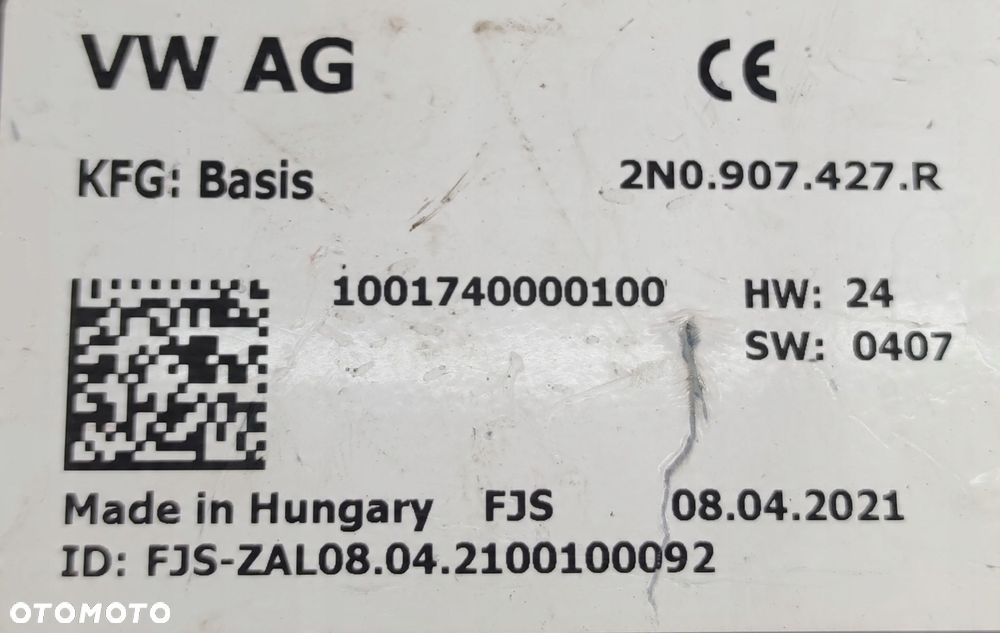 VW AG CE
KFG: Basis 2N0.907.427.R
1001740000100 HW: 24
SW: 0407
Made in Hungary FJS 08.04.2021
ID: FJS-ZAL08.04.2100100092
OTOMOTO